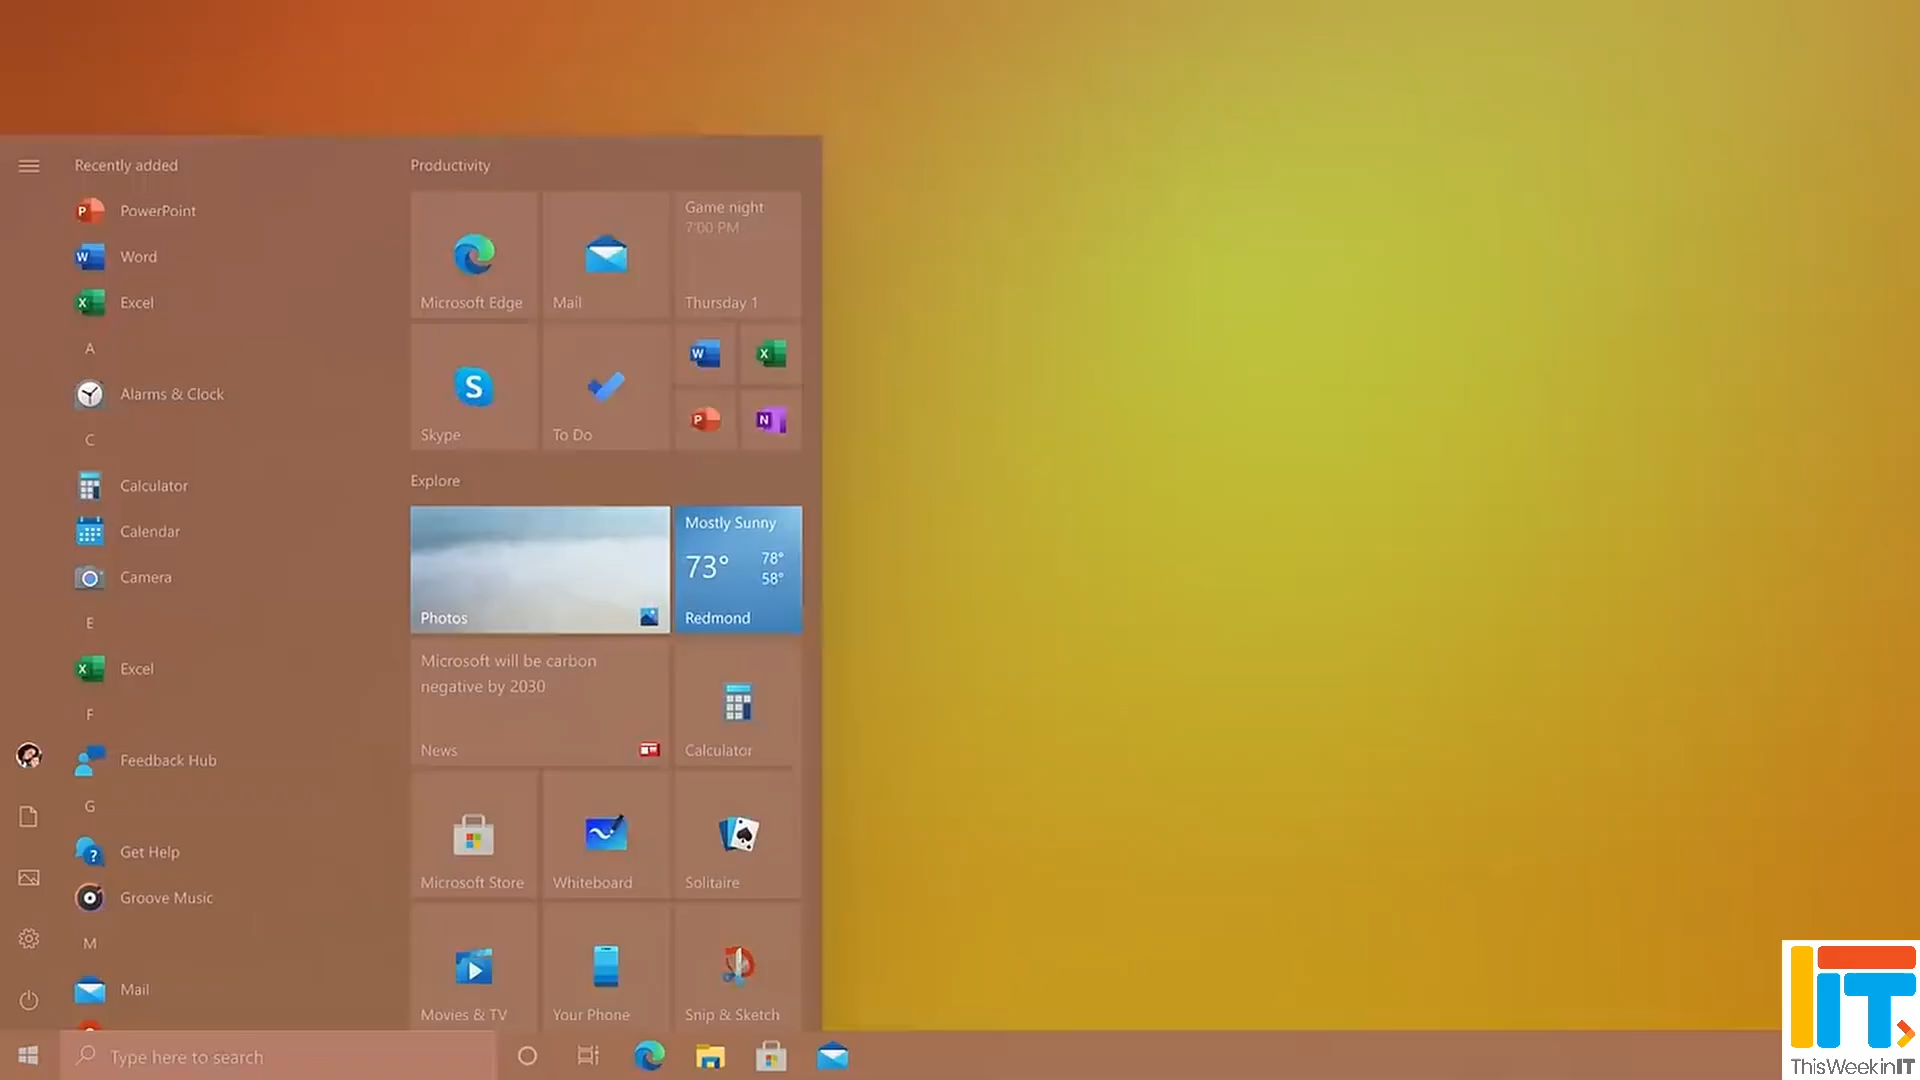 Recently added
PowerPoint
Word
Excel
A
Alarms & Clock
C
Calculator
Calendar
Camera
E
Excel
F
Feedback Hub
G
Get Help
Groove Music
M
Mail
Productivity
Microsoft Edge
Mail
Game night
7:00 PM
Thursday 1
Skype
To Do
W
X
P
N
Explore
Photos
Mostly Sunny
73°
78°
58°
Redmond
Microsoft will be carbon
negative by 2030
News
Calculator
Microsoft Store
Whiteboard
Solitaire
Movies & TV
Your Phone
Snip & Sketch
Type here to search
IT
ThisWeekinIT